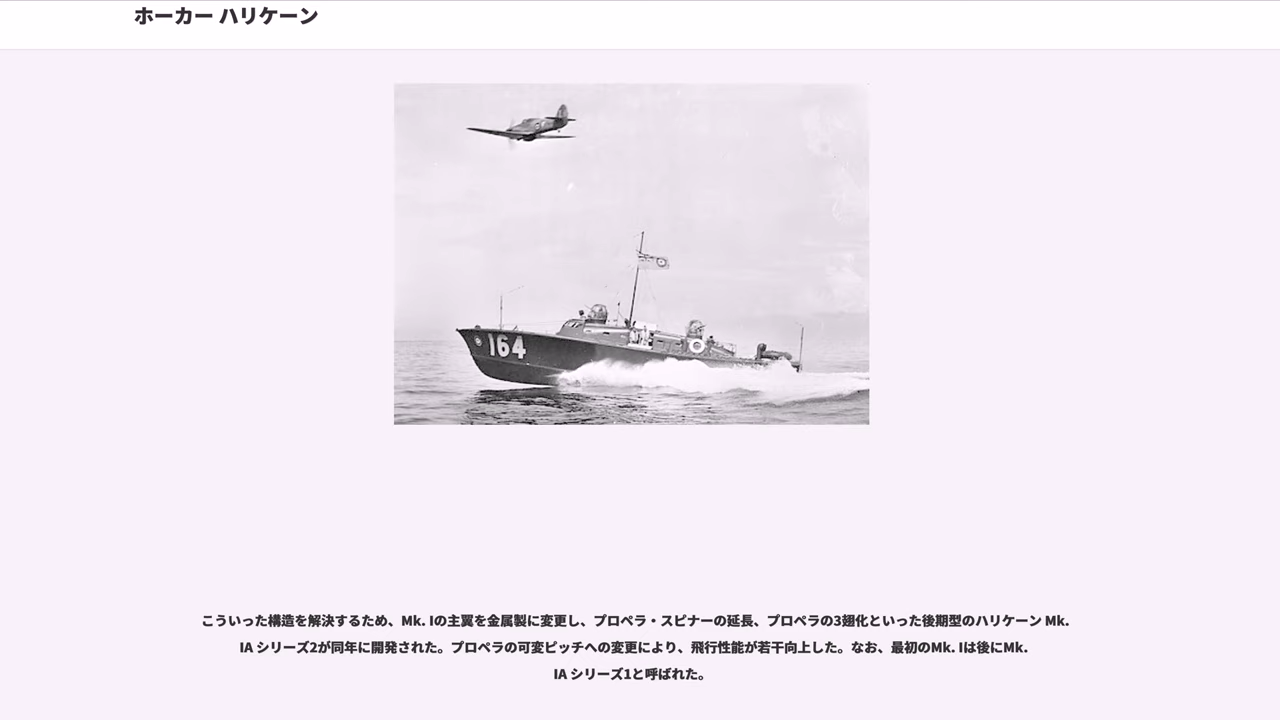 ホーカー ハリケーン
164
こういった構造を解決するため、Mk. Iの主翼を金属製に変更し、プロペラ・スピナーの延長、プロペラの3翅化といった後期型のハリケーン Mk.
IA シリーズ2が同年に開発された。プロペラの可変ピッチへの変更により、飛行性能が若干向上した。なお、最初のMk. Iは後にMk.
IA シリーズ1と呼ばれた。